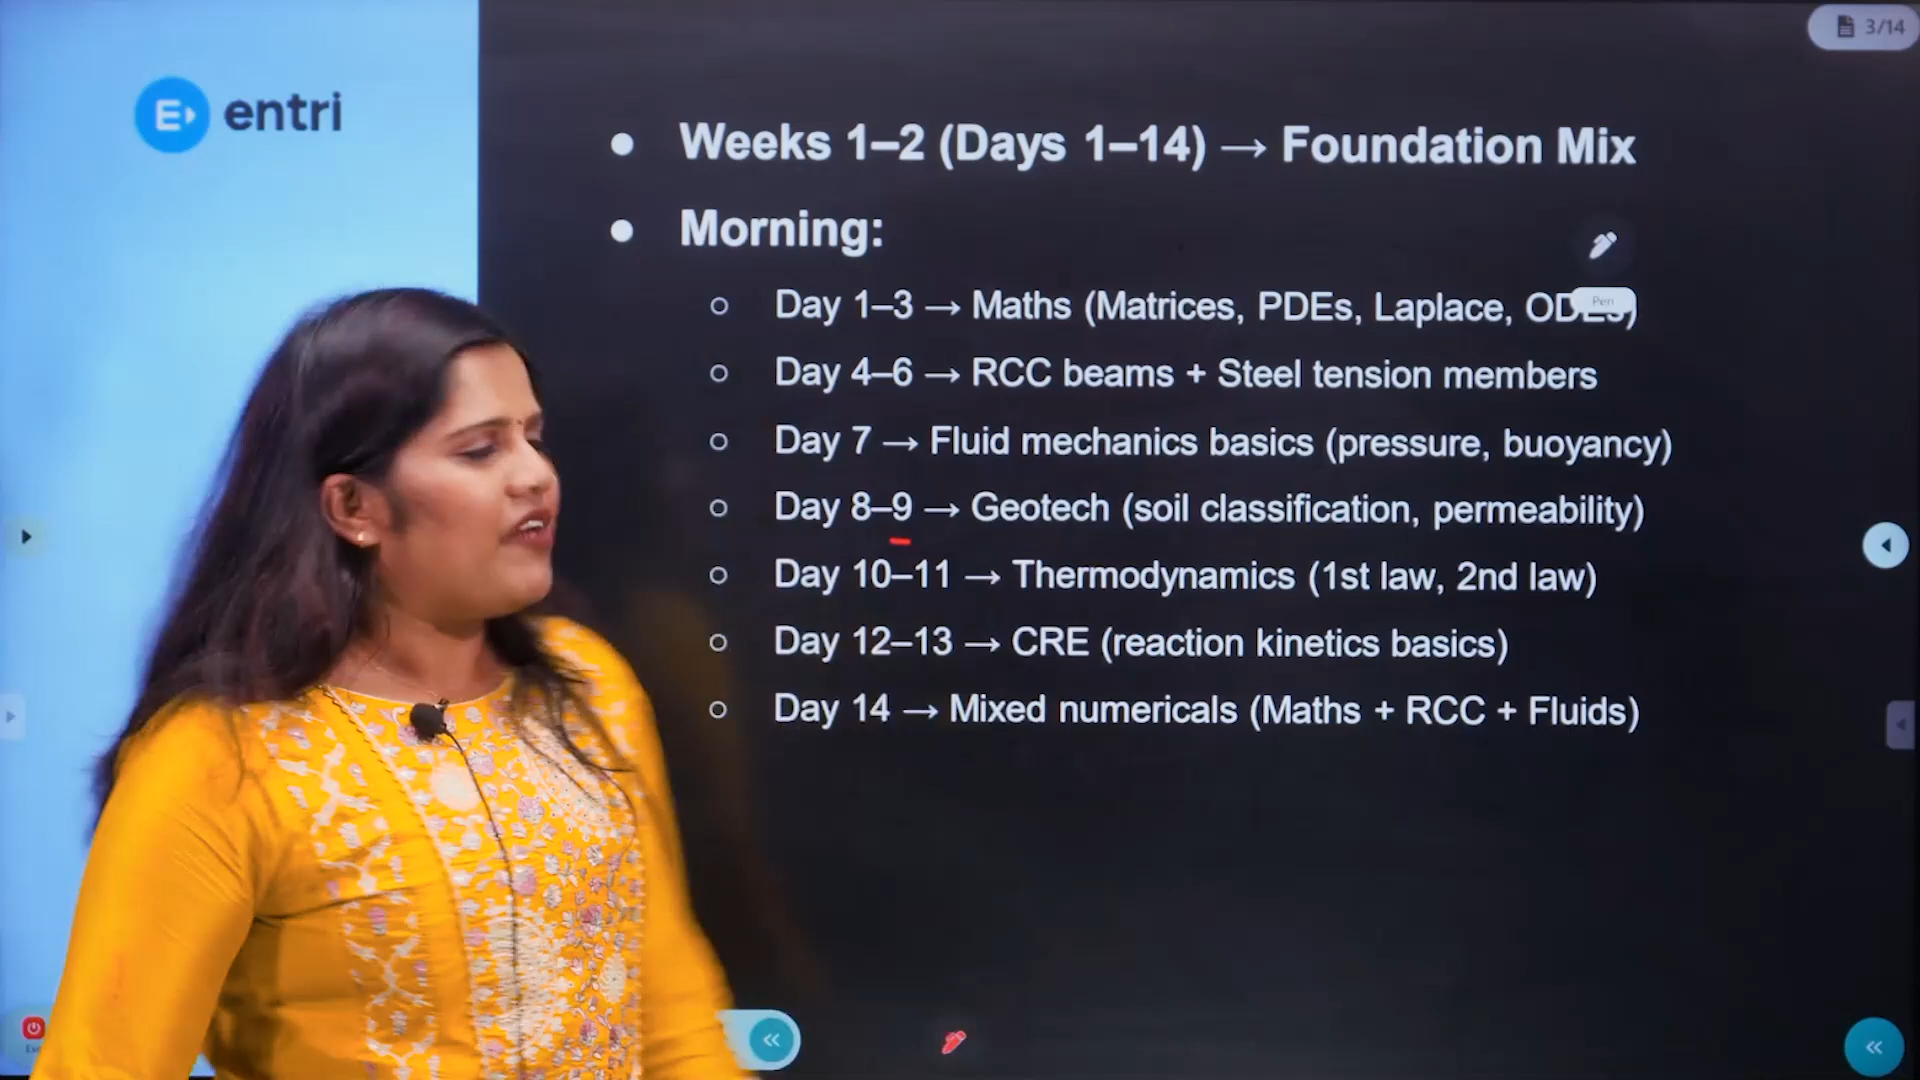 entri
3/14
Weeks 1–2 (Days 1–14) → Foundation Mix
Morning:
Day 1–3 → Maths (Matrices, PDEs, Laplace, ODEs)
Pen
Day 4–6 → RCC beams + Steel tension members
Day 7 → Fluid mechanics basics (pressure, buoyancy)
Day 8–9 → Geotech (soil classification, permeability)
Day 10–11 → Thermodynamics (1st law, 2nd law)
Day 12–13 → CRE (reaction kinetics basics)
Day 14 → Mixed numericals (Maths + RCC + Fluids)